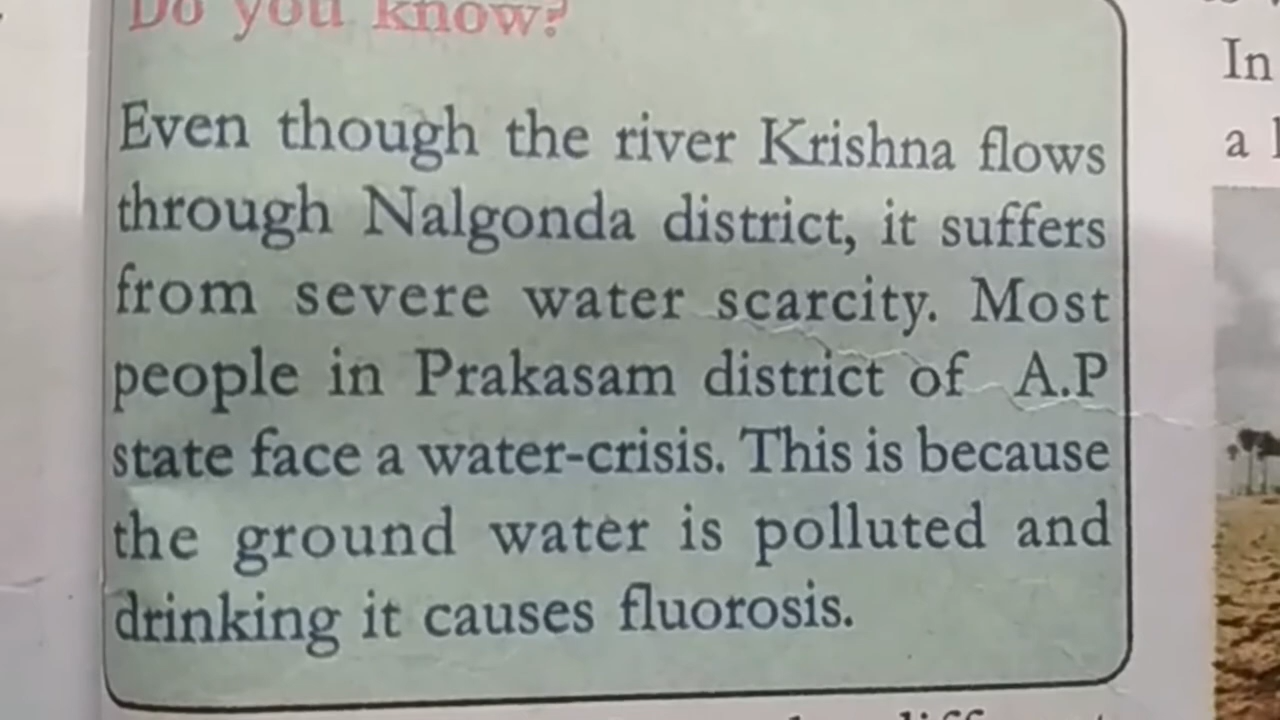 Do you know?
In
Even though the river Krishna flows
a
through Nalgonda district, it suffers
from severe water scarcity. Most
people in Prakasam district of A.P
state face a water-crisis. This is because
the ground water is polluted and
drinking it causes fluorosis.